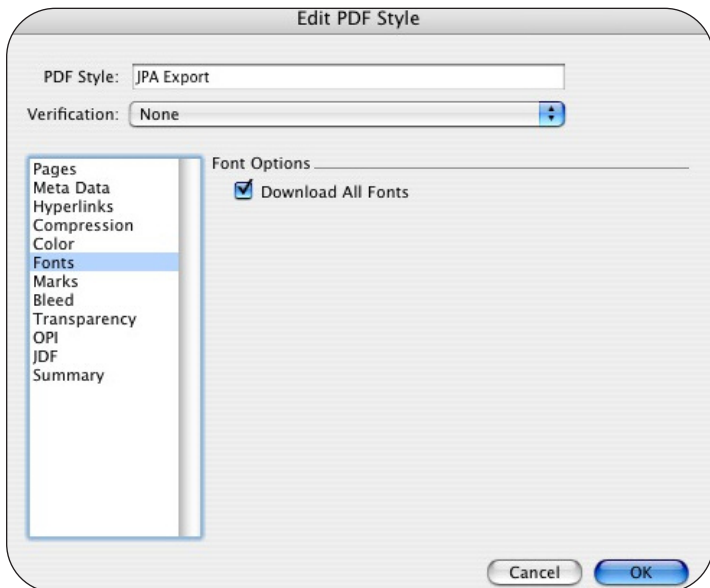 Edit PDF Style
PDF Style: JPA Export
Verification: None
Font Options
Download All Fonts
Pages
Meta Data
Hyperlinks
Compression
Color
Fonts
Marks
Bleed
Transparency
OPI
JDF
Summary
Cancel OK